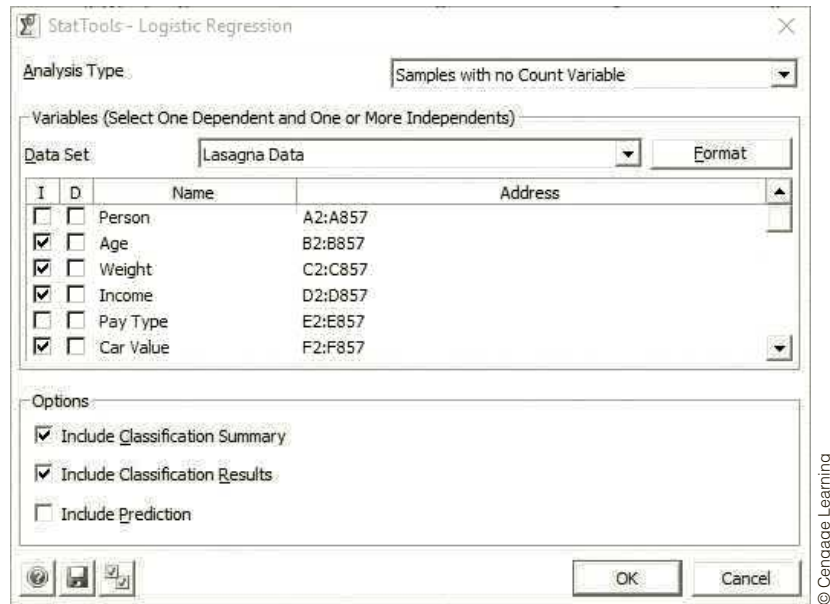 StatTools - Logistic Regression
Analysis Type
Samples with no Count Variable
Variables (Select One Dependent and One or More Independents)
Data Set
Lasagna Data
Format
I D Name Address
Person A2:A857
Age B2:B857
Weight C2:C857
Income D2:D857
Pay Type E2:E857
Car Value F2:F857
Options
Include Classification Summary
Include Classification Results
Include Prediction
OK
Cancel
© Cengage Learning